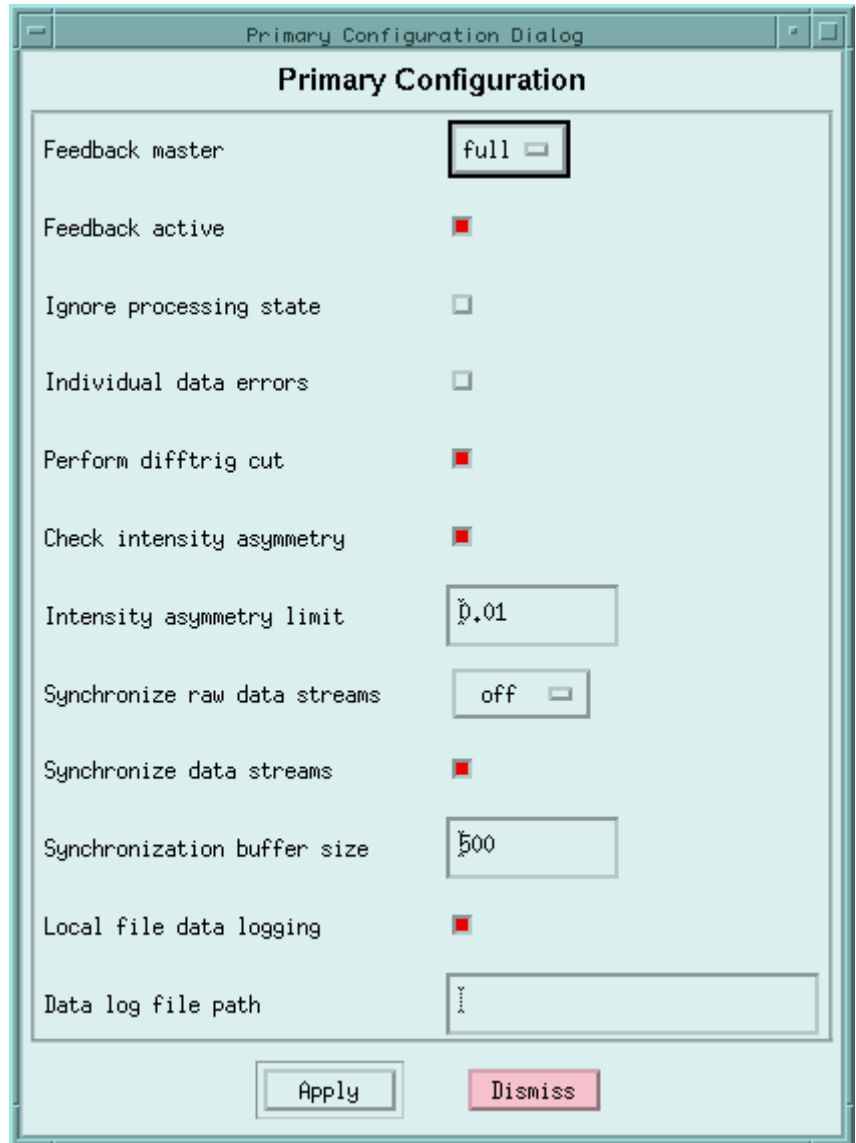 Primary Configuration Dialog
Primary Configuration
Feedback master full
Feedback active
Ignore processing state
Individual data errors
Perform difftrig cut
Check intensity asymmetry
Intensity asymmetry limit 0.01
Synchronize raw data streams off
Synchronize data streams
Synchronization buffer size 500
Local file data logging
Data log file path
Apply Dismiss